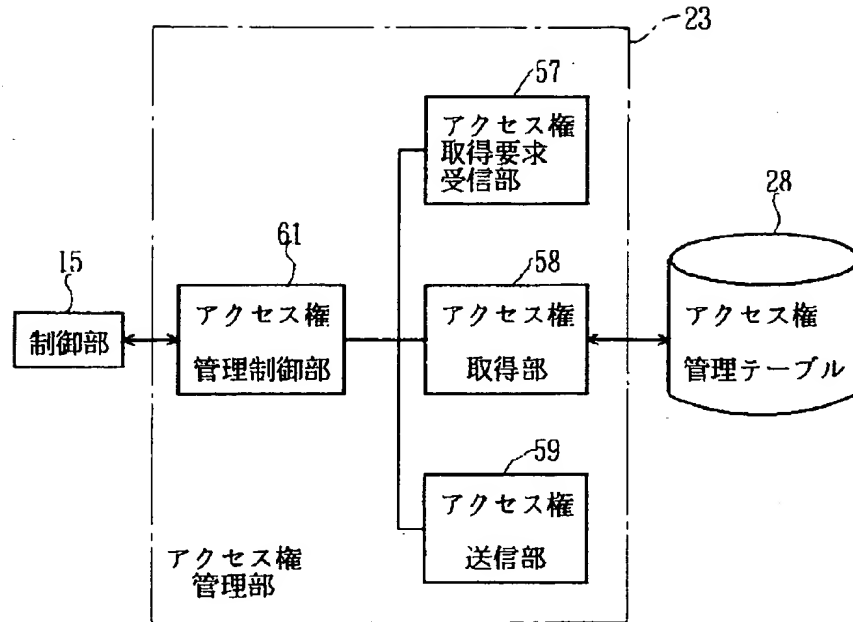 23
57
アクセス権
取得要求
受信部
28
アクセス権
管理テーブル
61
アクセス権
管理制御部
15
制御部
58
アクセス権
取得部
59
アクセス権
送信部
アクセス権
管理部